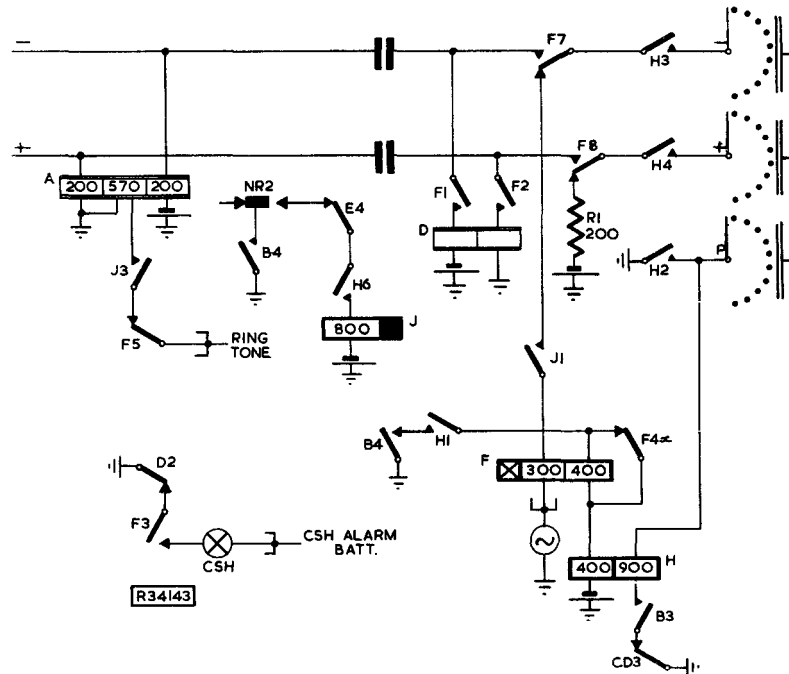 F7
−
H3
−
F8
+
H4
+
A
200 570 200
NR2
E4
F1
F2
R1
200
P
D
H2
J3
B4
H6
800 J
F5
RING
TONE
J1
B4
H1
F4x
D2
F 300 400
F3
CSH ALARM
BATT.
CSH
400 900 H
R34143
B3
CD3